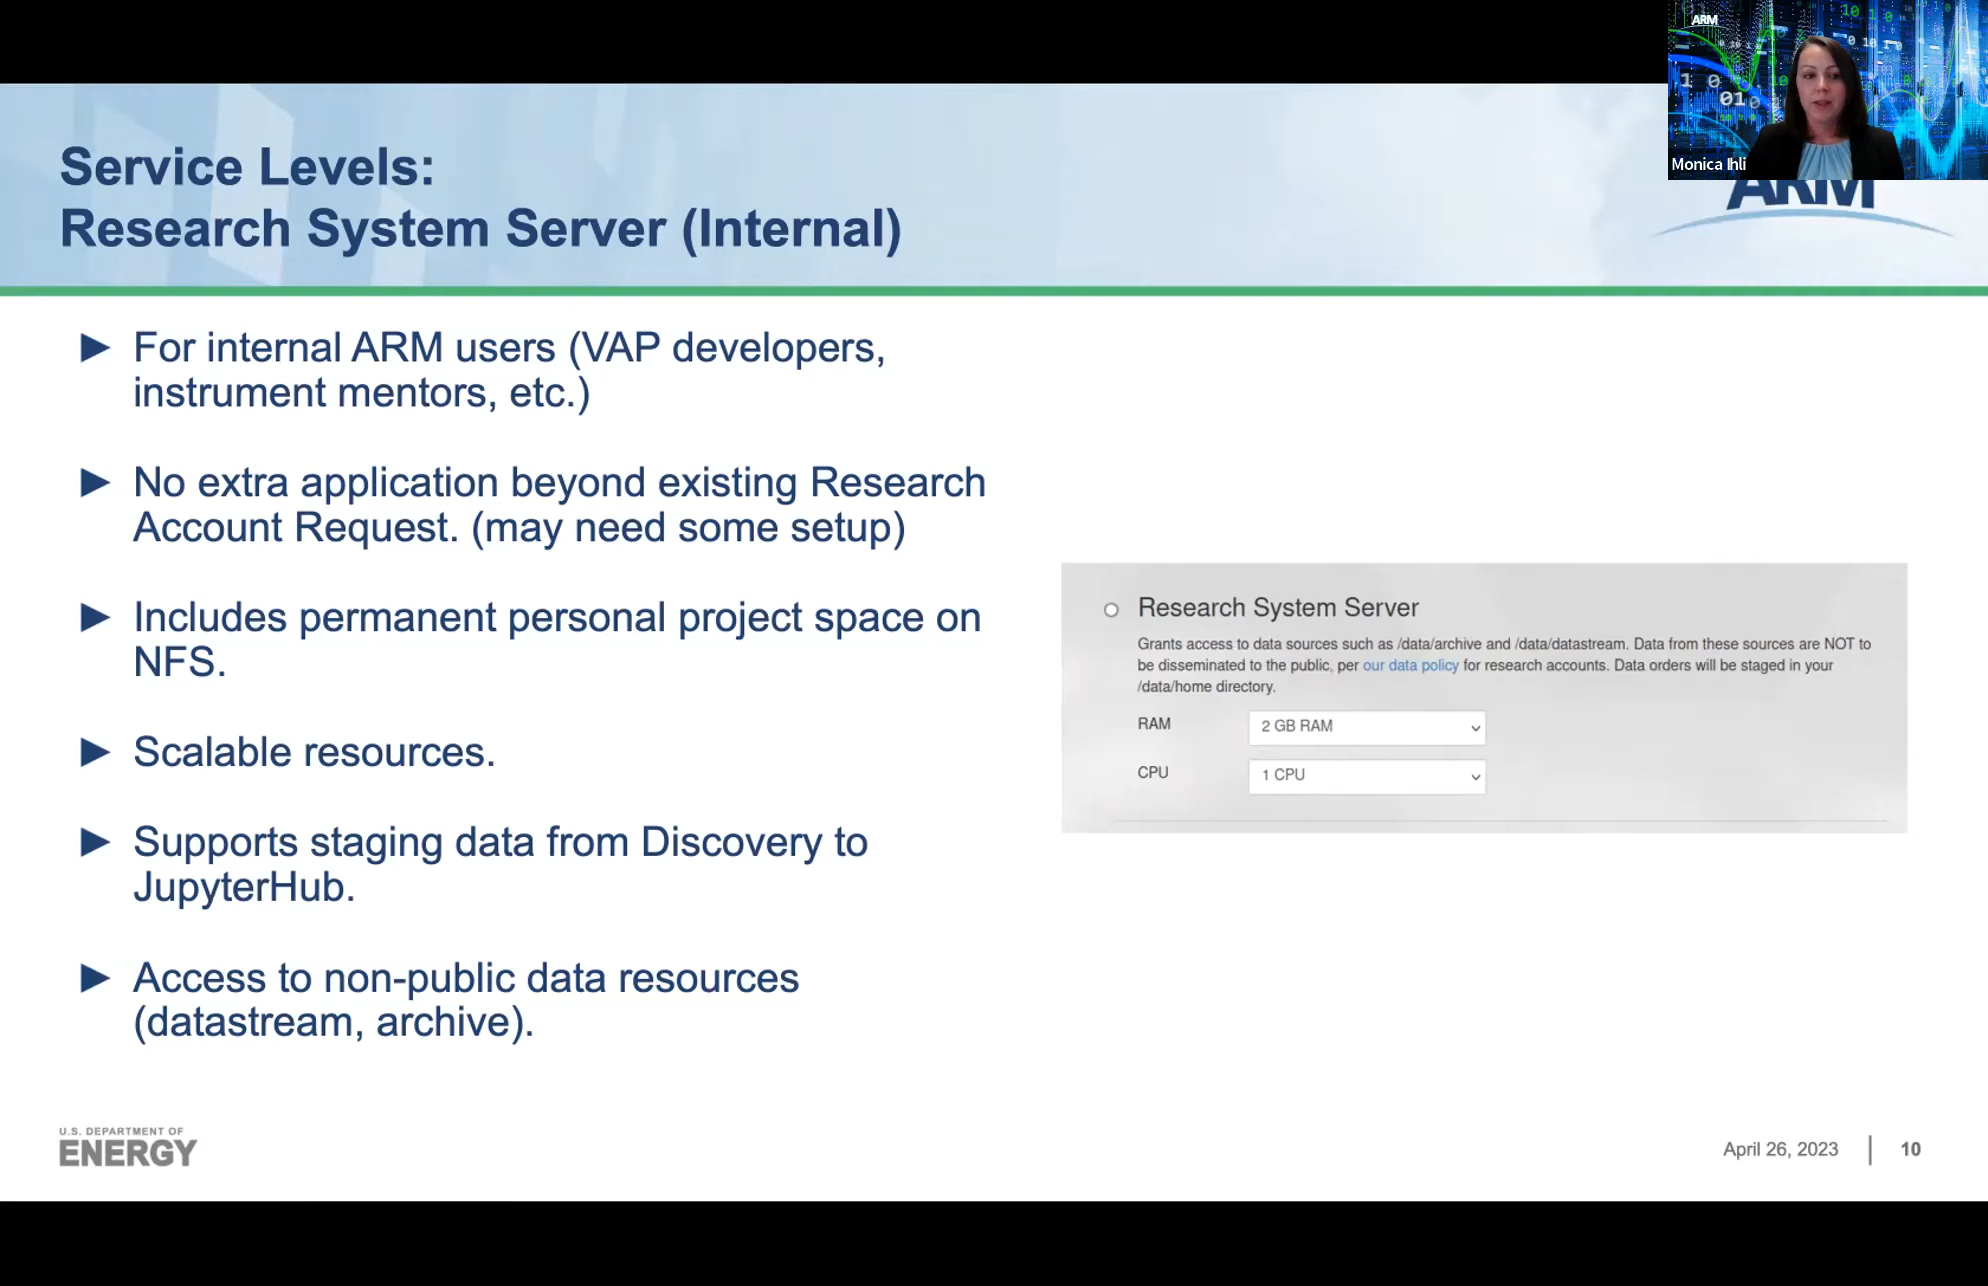 ARM
Monica Ihli
Service Levels:
Research System Server (Internal)
ARM
► For internal ARM users (VAP developers,
instrument mentors, etc.)
► No extra application beyond existing Research
Account Request. (may need some setup)
► Includes permanent personal project space on
NFS.
► Scalable resources.
► Supports staging data from Discovery to
JupyterHub.
► Access to non-public data resources
(datastream, archive).
Research System Server
Grants access to data sources such as /data/archive and /data/datastream. Data from these sources are NOT to
be disseminated to the public, per our data policy for research accounts. Data orders will be staged in your
/data/home directory.
RAM 2 GB RAM
CPU 1 CPU
U.S. DEPARTMENT OF
ENERGY
April 26, 2023 | 10